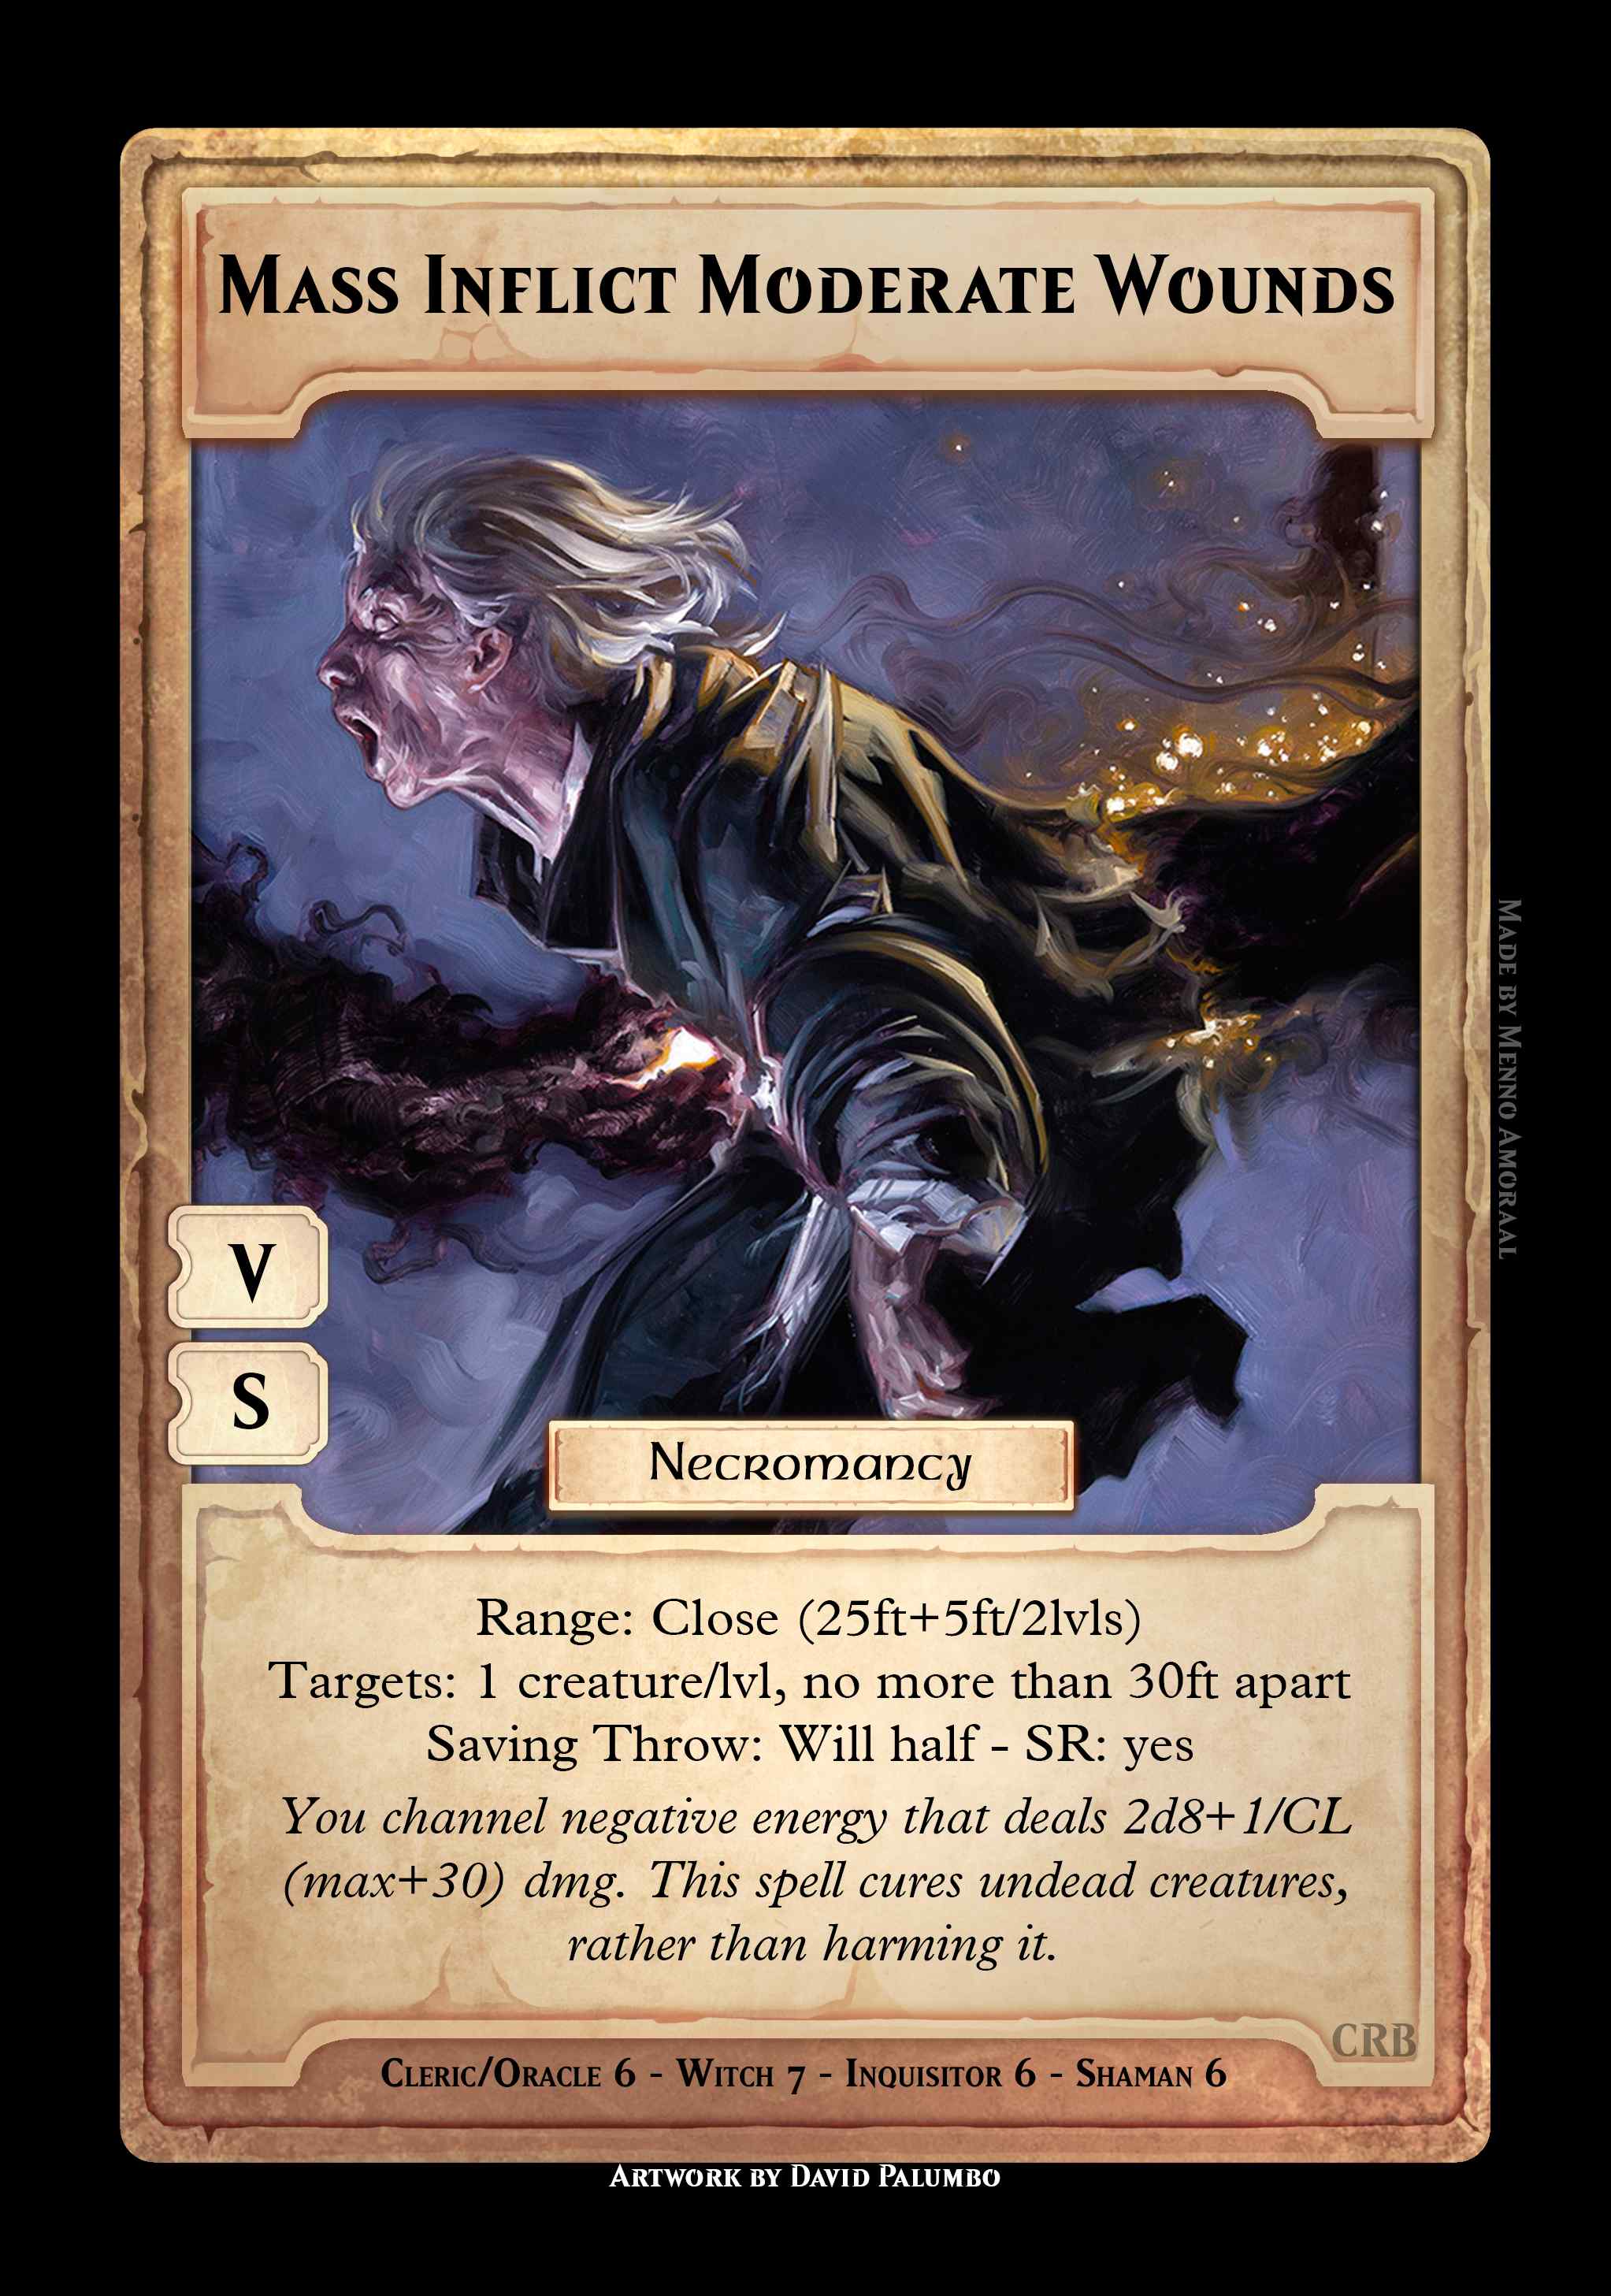 Mass Inflict Moderate Wounds
V
S
Necromancy
Range: Close (25ft+5ft/2lvls)
Targets: 1 creature/lvl, no more than 30ft apart
Saving Throw: Will half - SR: yes
You channel negative energy that deals 2d8+1/CL
(max+30) dmg. This spell cures undead creatures,
rather than harming it.
CRB
Cleric/Oracle 6 - Witch 7 - Inquisitor 6 - Shaman 6
Artwork by David Palumbo
Made by Menno Amoraal